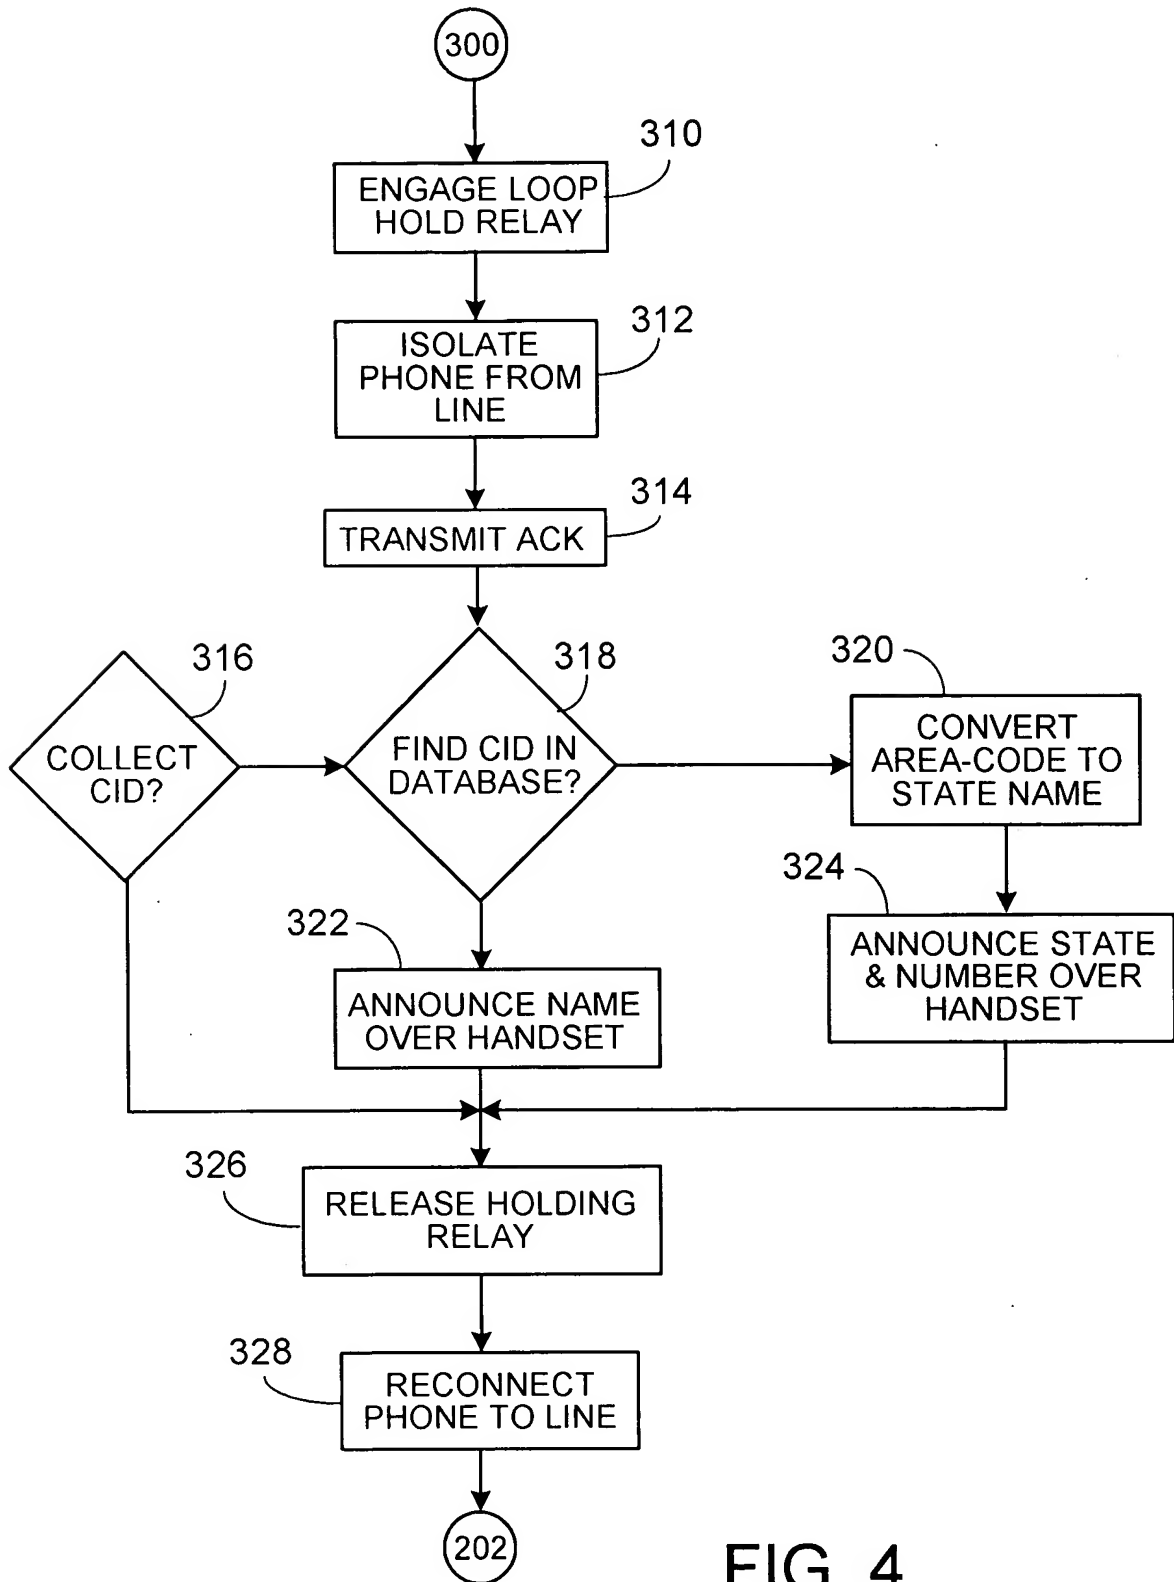 300
310
ENGAGE LOOP
HOLD RELAY
312
ISOLATE
PHONE FROM
LINE
314
TRANSMIT ACK
316
COLLECT
CID?
318
FIND CID IN
DATABASE?
320
CONVERT
AREA-CODE TO
STATE NAME
322
ANNOUNCE NAME
OVER HANDSET
324
ANNOUNCE STATE
& NUMBER OVER
HANDSET
326
RELEASE HOLDING
RELAY
328
RECONNECT
PHONE TO LINE
202
FIG. 4